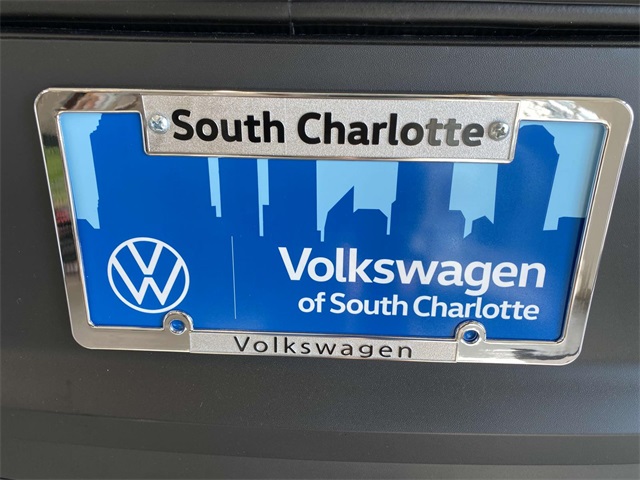 South Charlotte
Volkswagen
of South Charlotte
Volkswagen